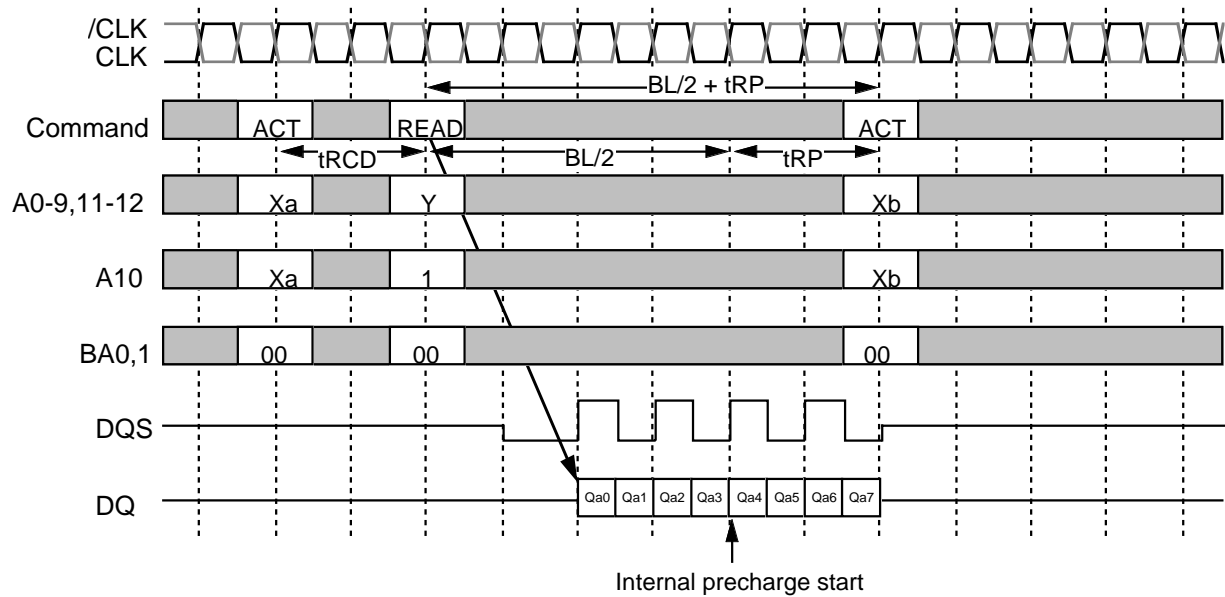 /CLK
CLK
BL/2 + tRP
Command ACT READ ACT
tRCD BL/2 tRP
A0-9,11-12 Xa Y Xb
A10 Xa 1 Xb
BA0,1 00 00 00
DQS
DQ Qa0 Qa1 Qa2 Qa3 Qa4 Qa5 Qa6 Qa7
Internal precharge start